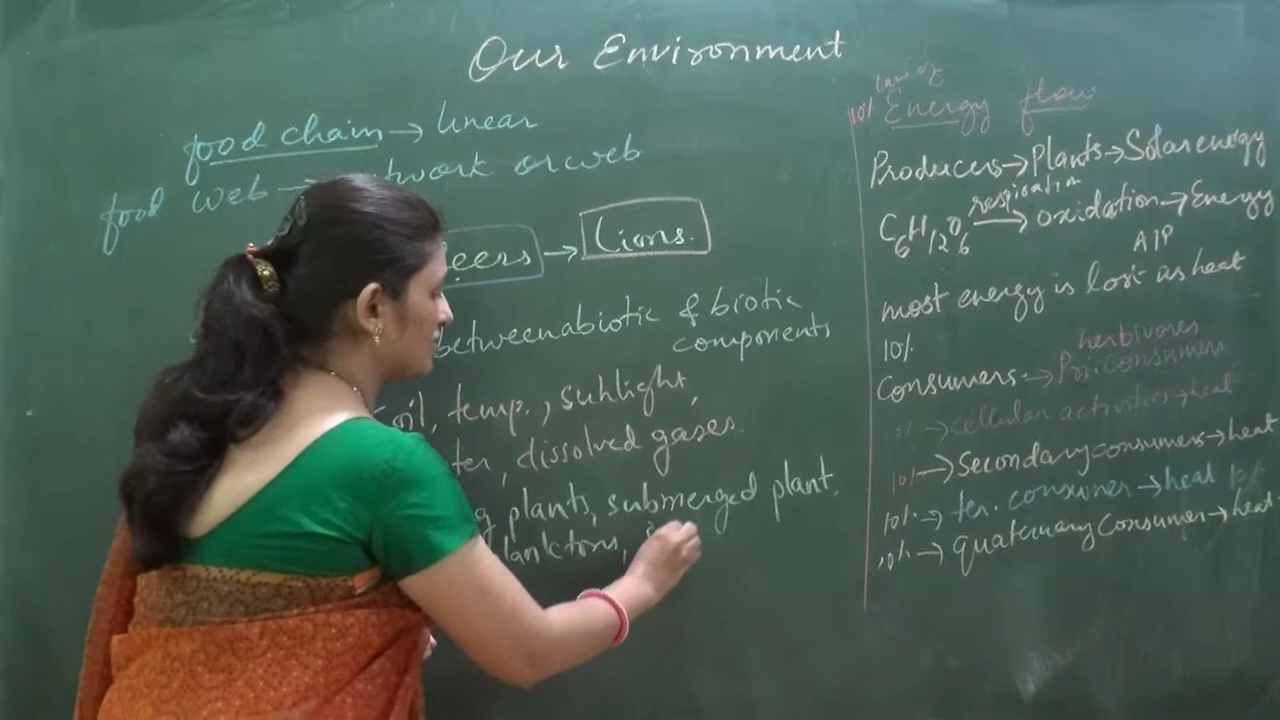 Our Environment
food chain → linear
food web → network or web
eers → Lions.
between abiotic & biotic
components
oil, temp., suhlight,
ter, dissolved gases.
g plants, submerged plant.
lanktons,
law of
10% Energy flow
Producers → Plants → Solar energy
C6H12O6 respiration → oxidation → Energy
ATP
most energy is lost as heat
10%
herbivores
Consumers → Pri. Consumers
% → cellular activities → heat
10% → Secondary consumers → heat
10% → ter. consumer → heat 10%
10% → quaternary Consumer → heat